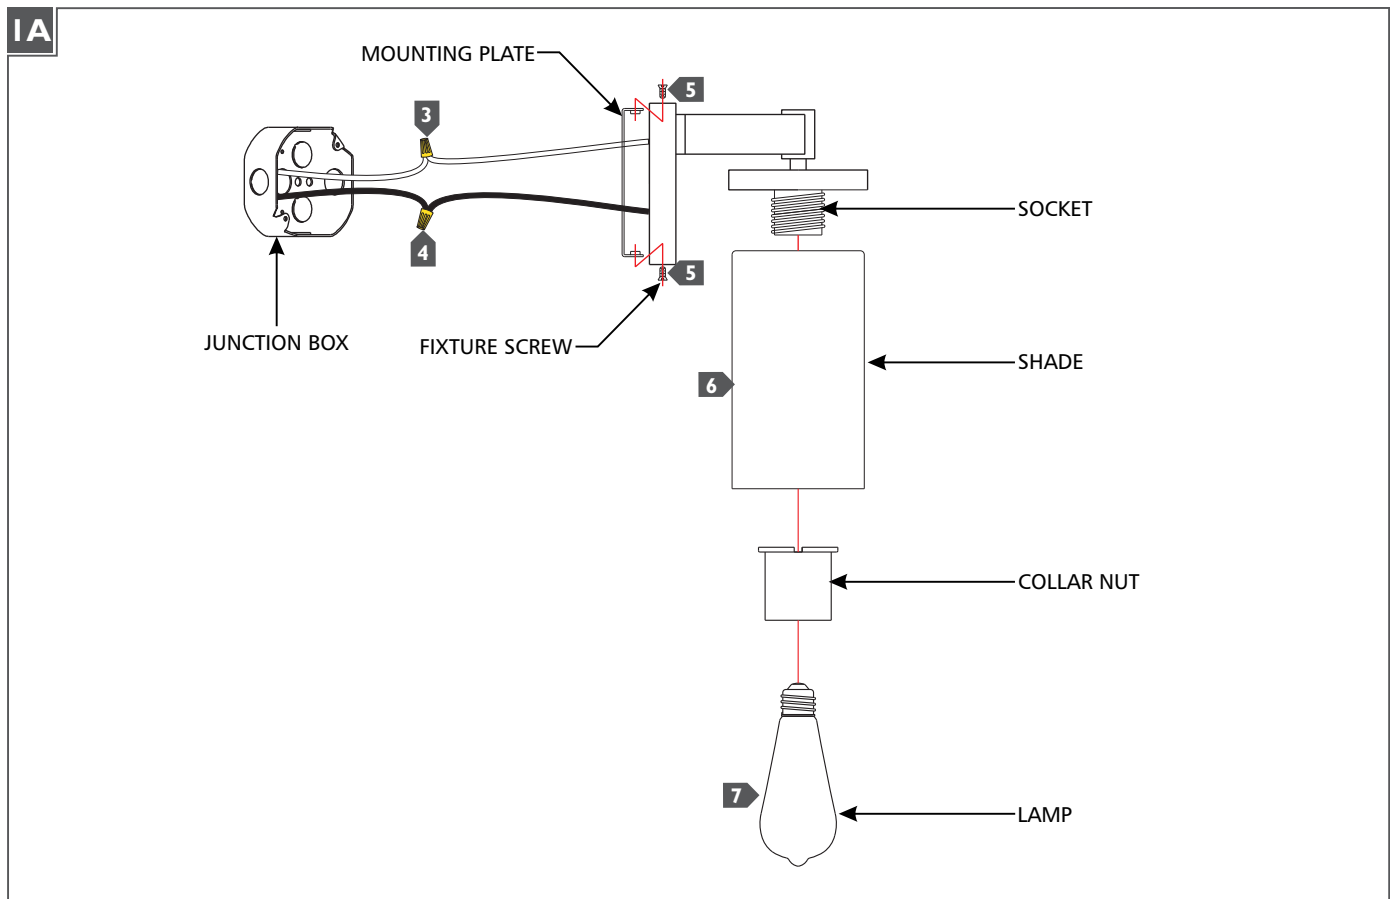 1A
MOUNTING PLATE
5
3
SOCKET
4
5
JUNCTION BOX
FIXTURE SCREW
SHADE
6
COLLAR NUT
7
LAMP